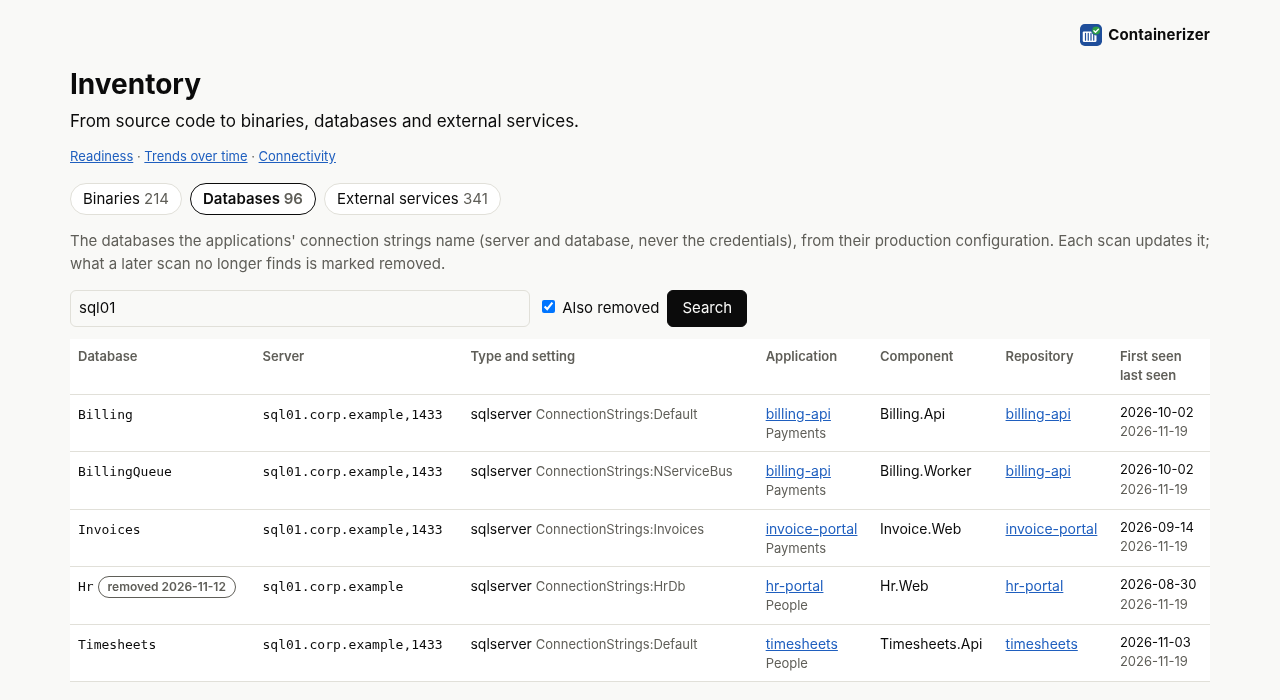 Containerizer
Inventory
From source code to binaries, databases and external services.
Readiness · Trends over time · Connectivity
Binaries 214 Databases 96 External services 341
The databases the applications' connection strings name (server and database, never the credentials), from their production configuration. Each scan updates it;
what a later scan no longer finds is marked removed.
sql01 Also removed Search
Database Server Type and setting Application Component Repository First seen
last seen
Billing sql01.corp.example,1433 sqlserver ConnectionStrings:Default billing-api Billing.Api billing-api 2026-10-02
Payments 2026-11-19
BillingQueue sql01.corp.example,1433 sqlserver ConnectionStrings:NServiceBus billing-api Billing.Worker billing-api 2026-10-02
Payments 2026-11-19
Invoices sql01.corp.example,1433 sqlserver ConnectionStrings:Invoices invoice-portal Invoice.Web invoice-portal 2026-09-14
Payments 2026-11-19
Hr removed 2026-11-12 sql01.corp.example sqlserver ConnectionStrings:HrDb hr-portal Hr.Web hr-portal 2026-08-30
People 2026-11-19
Timesheets sql01.corp.example,1433 sqlserver ConnectionStrings:Default timesheets Timesheets.Api timesheets 2026-11-03
People 2026-11-19